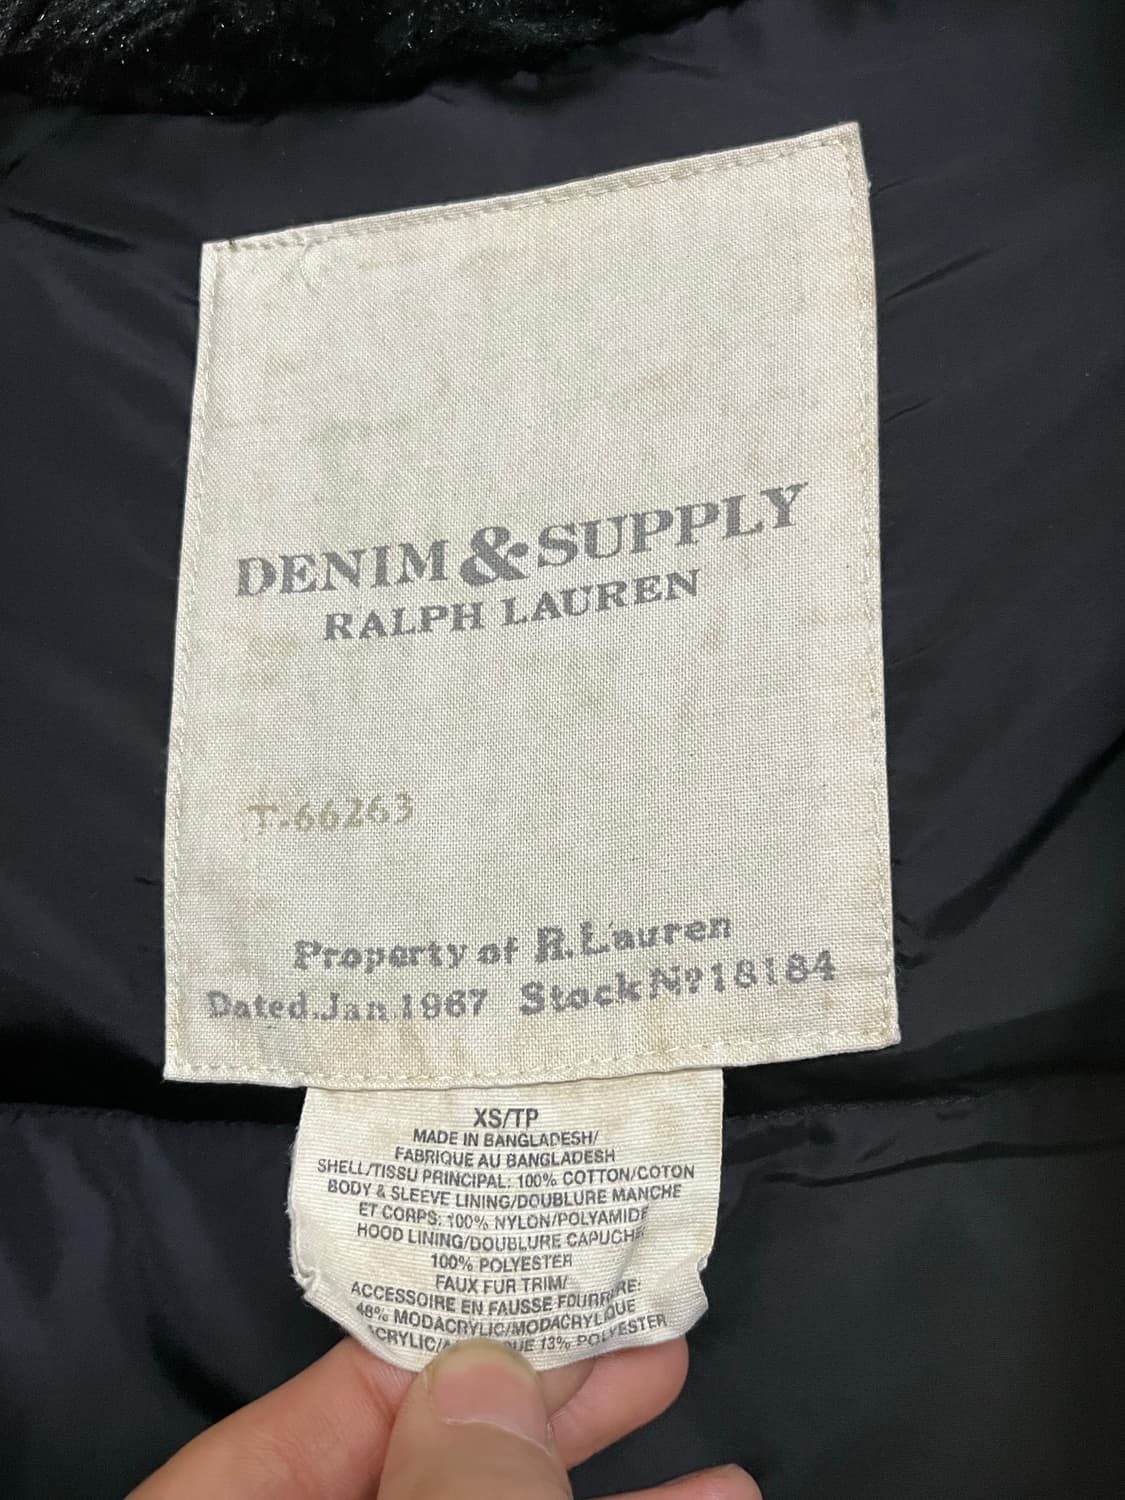 DENIM & SUPPLY
RALPH LAUREN
T-66263
Property of R.Lauren
Dated.Jan.1967 Stock Nº 18184
XS/TP
MADE IN BANGLADESH/
FABRIQUE AU BANGLADESH
SHELL/TISSU PRINCIPAL: 100% COTTON/COTON
BODY & SLEEVE LINING/DOUBLURE MANCHE
ET CORPS: 100% NYLON/POLYAMIDE
HOOD LINING/DOUBLURE CAPUCHE
100% POLYESTER
FAUX FUR TRIM/
ACCESSOIRE EN FAUSSE FOURRURE:
48% MODACRYLIC/MODACRYLIQUE
13% POLYESTER